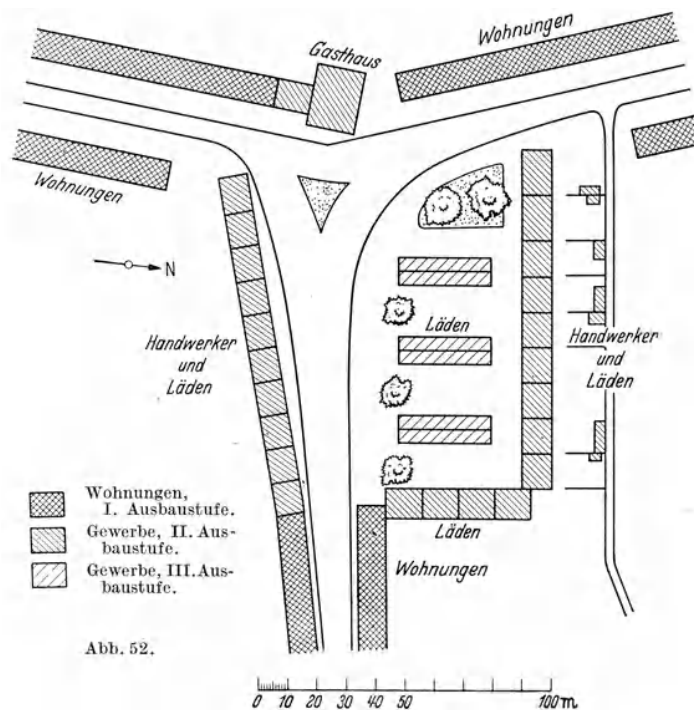 Gasthaus
Wohnungen
Wohnungen
N
Handwerker
und
Läden
Läden
Handwerker
und
Läden
Läden
Wohnungen
Wohnungen,
I. Ausbaustufe.
Gewerbe, II. Aus-
baustufe.
Gewerbe, III. Aus-
baustufe.
Abb. 52.
0 10 20 30 40 50 100 m